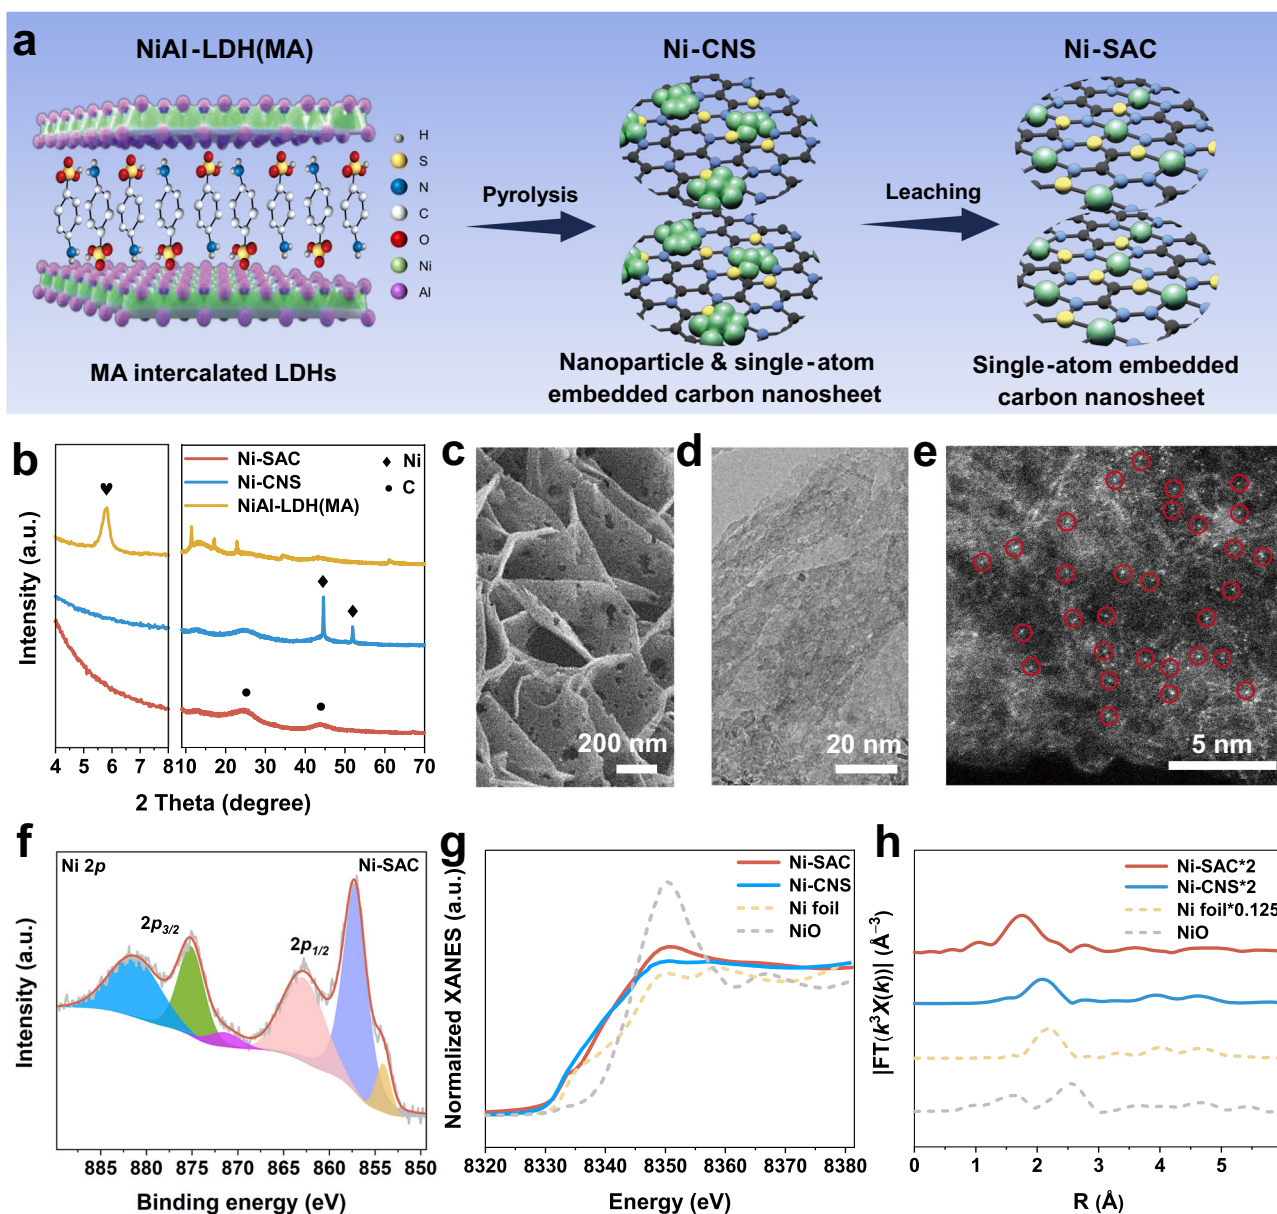 a
NiAl-LDH(MA)
Ni-CNS
Ni-SAC
H
S
N
C
O
Ni
Al
Pyrolysis
Leaching
MA intercalated LDHs
Nanoparticle & single-atom
embedded carbon nanosheet
Single-atom embedded
carbon nanosheet
b
Ni-SAC
Ni-CNS
NiAl-LDH(MA)
♦ Ni
• C
♥
Intensity (a.u.)
4 5 6 7 8 10 20 30 40 50 60 70
2 Theta (degree)
c
200 nm
d
20 nm
e
5 nm
f
Ni 2p
Ni-SAC
2p3/2
2p1/2
Intensity (a.u.)
885 880 875 870 865 860 855 850
Binding energy (eV)
g
Ni-SAC
Ni-CNS
Ni foil
NiO
Normalized XANES (a.u.)
8320 8330 8340 8350 8360 8370 8380
Energy (eV)
h
Ni-SAC*2
Ni-CNS*2
Ni foil*0.125
NiO
|FT(k³X(k))| (Å⁻³)
0 1 2 3 4 5
R (Å)